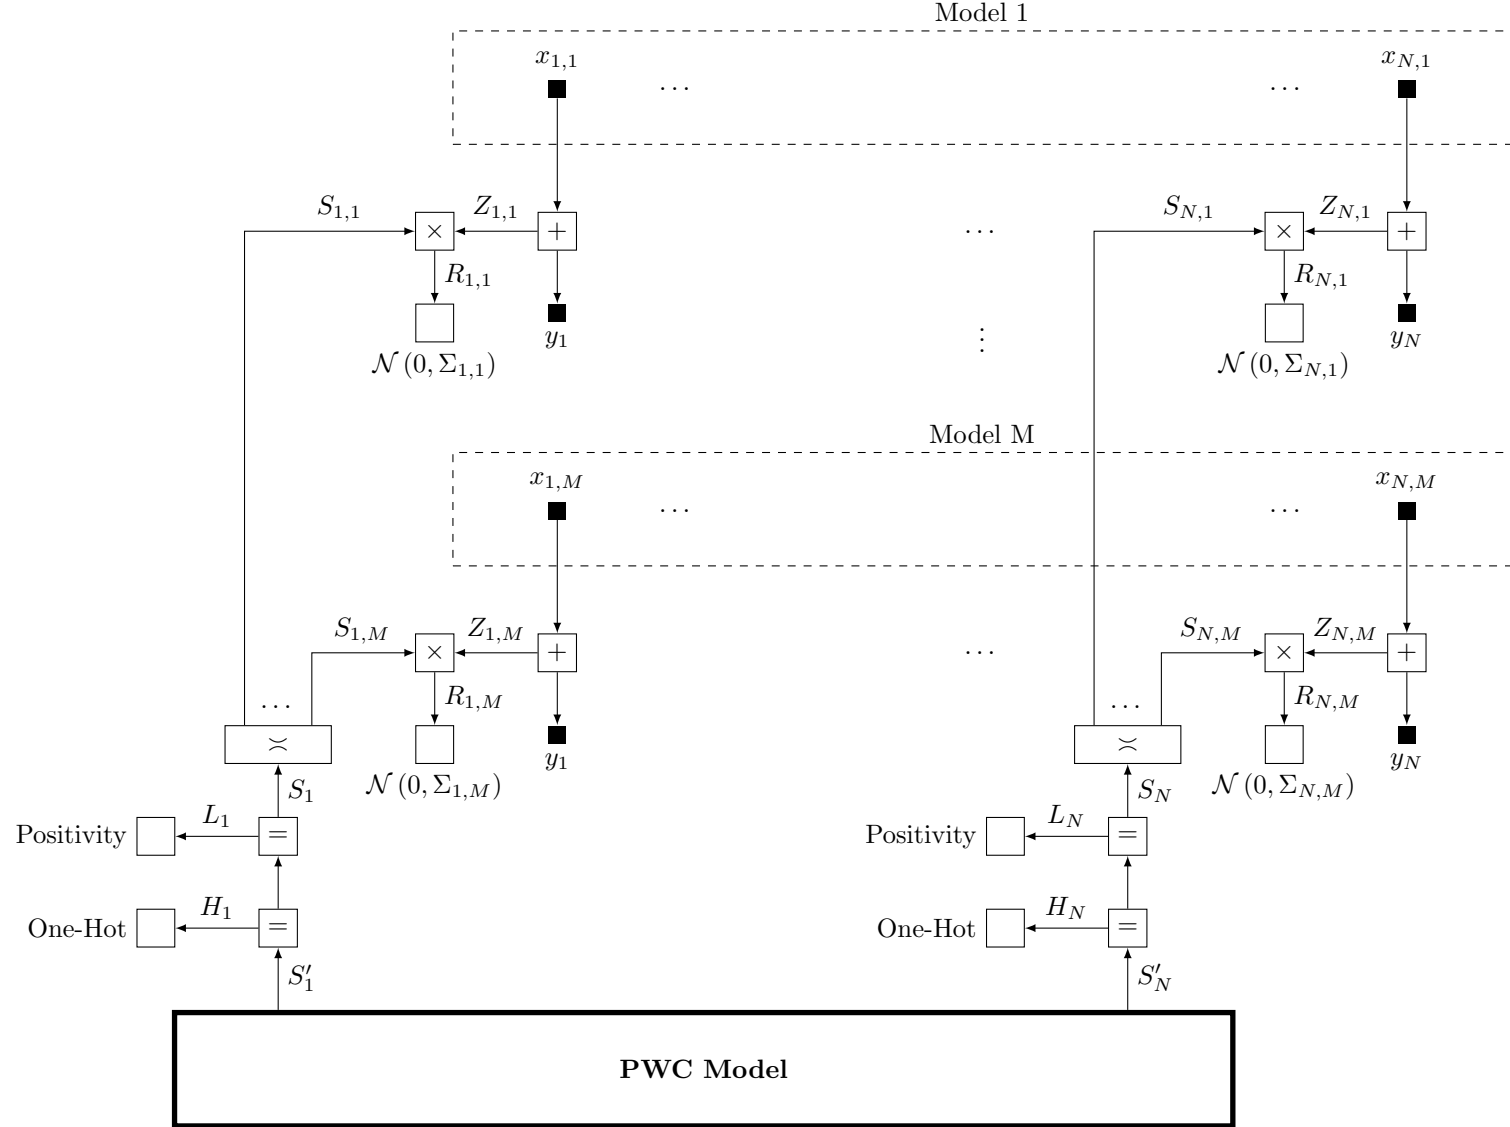 Model 1
x_{1,1} x_{N,1}
··· ···
S_{1,1} Z_{1,1} S_{N,1} Z_{N,1}
× + ··· × +
R_{1,1} R_{N,1}
y_1 ⋮ y_N
𝒩(0, Σ_{1,1}) 𝒩(0, Σ_{N,1})
Model M
x_{1,M} x_{N,M}
··· ···
S_{1,M} Z_{1,M} S_{N,M} Z_{N,M}
× + ··· × +
R_{1,M} R_{N,M}
··· ···
≍ ≍
y_1 y_N
𝒩(0, Σ_{1,M}) 𝒩(0, Σ_{N,M})
S_1 S_N
L_1 L_N
Positivity = Positivity =
H_1 H_N
One-Hot = One-Hot =
S′_1 S′_N
PWC Model